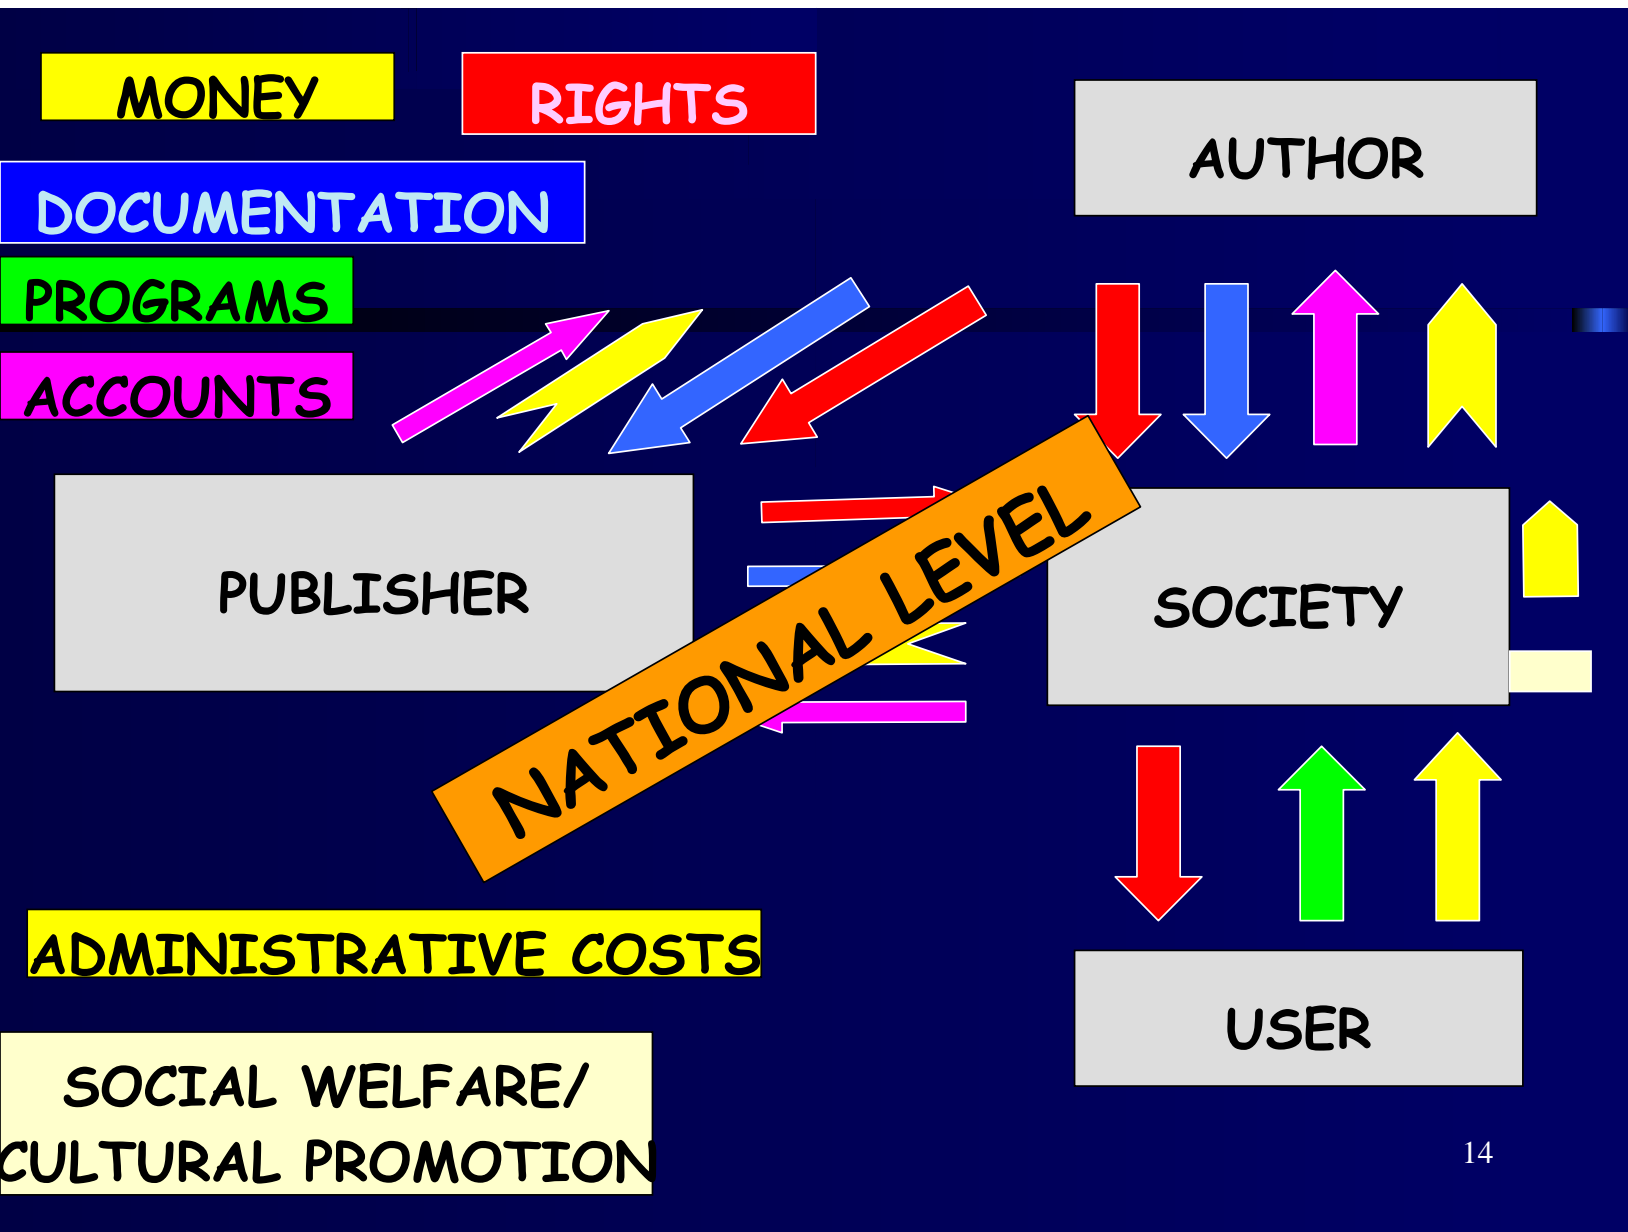 MONEY
RIGHTS
AUTHOR
DOCUMENTATION
PROGRAMS
ACCOUNTS
PUBLISHER
NATIONAL LEVEL
SOCIETY
ADMINISTRATIVE COSTS
USER
SOCIAL WELFARE/
CULTURAL PROMOTION
14